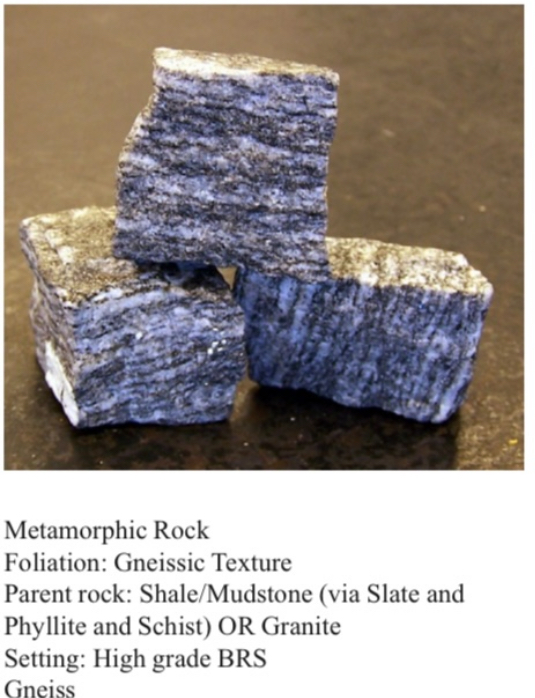 Metamorphic Rock
Foliation: Gneissic Texture
Parent rock: Shale/Mudstone (via Slate and
Phyllite and Schist) OR Granite
Setting: High grade BRS
Gneiss